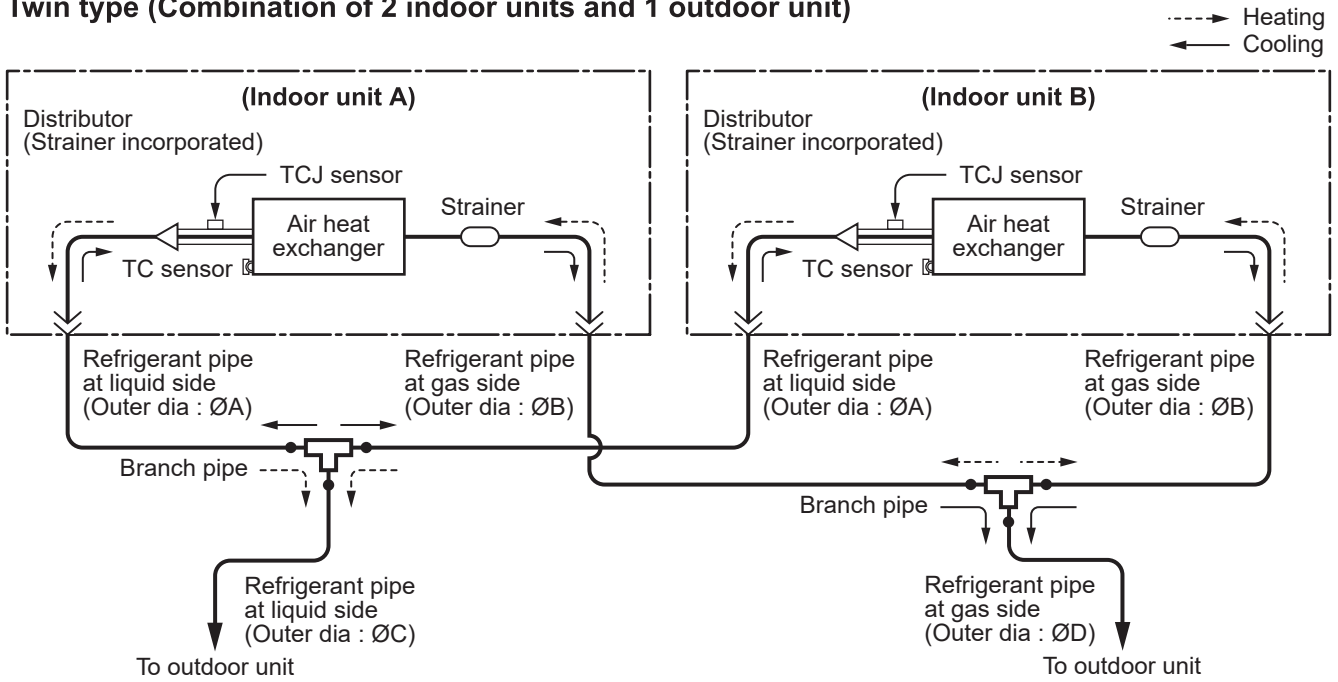 Twin type (Combination of 2 indoor units and 1 outdoor unit)
Heating
Cooling
(Indoor unit A)
Distributor
(Strainer incorporated)
TCJ sensor
Air heat
exchanger
Strainer
TC sensor
(Indoor unit B)
Distributor
(Strainer incorporated)
TCJ sensor
Air heat
exchanger
Strainer
TC sensor
Refrigerant pipe
at liquid side
(Outer dia : ØA)
Refrigerant pipe
at gas side
(Outer dia : ØB)
Refrigerant pipe
at liquid side
(Outer dia : ØA)
Refrigerant pipe
at gas side
(Outer dia : ØB)
Branch pipe
Branch pipe
Refrigerant pipe
at liquid side
(Outer dia : ØC)
To outdoor unit
Refrigerant pipe
at gas side
(Outer dia : ØD)
To outdoor unit